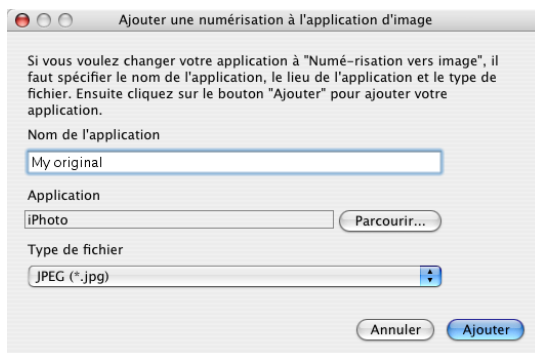 Ajouter une numérisation à l'application d'image
Si vous voulez changer votre application à "Numé-risation vers image", il
faut spécifier le nom de l'application, le lieu de l'application et le type de
fichier. Ensuite cliquez sur le bouton "Ajouter" pour ajouter votre
application.
Nom de l'application
My original
Application
iPhoto
Parcourir...
Type de fichier
JPEG (*.jpg)
Annuler
Ajouter